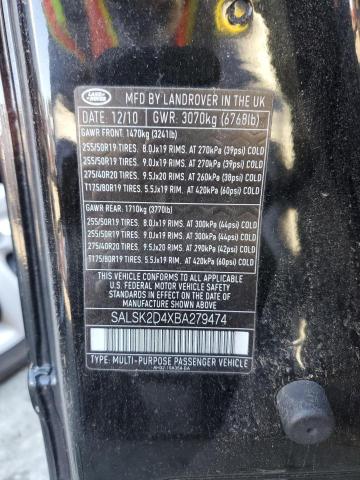 LAND ROVER
MFD BY LANDROVER IN THE UK
DATE: 12/10 GWR: 3070kg (6768lb)
GAWR FRONT: 1470kg (3241lb)
255/50R19 TIRES. 8.0Jx19 RIMS. AT 270kPa (39psi) COLD
255/50R19 TIRES. 9.0Jx19 RIMS. AT 270kPa (39psi) COLD
275/40R20 TIRES. 9.5Jx20 RIMS. AT 260kPa (38psi) COLD
T175/80R19 TIRES. 5.5Jx19 RIM. AT 420kPa (60psi) COLD
GAWR REAR: 1710kg (3770lb)
255/50R19 TIRES. 8.0Jx19 RIMS. AT 300kPa (44psi) COLD
255/50R19 TIRES. 9.0Jx19 RIMS. AT 300kPa (44psi) COLD
275/40R20 TIRES. 9.5Jx20 RIMS. AT 290kPa (42psi) COLD
T175/80R19 TIRES. 5.5Jx19 RIM. AT 420kPa (60psi) COLD
THIS VEHICLE CONFORMS TO ALL APPLICABLE
U.S. FEDERAL MOTOR VEHICLE SAFETY
STANDARDS IN EFFECT ON THE DATE OF
MANUFACTURE SHOWN ABOVE
SALSK2D4XBA279474
TYPE: MULTI-PURPOSE PASSENGER VEHICLE